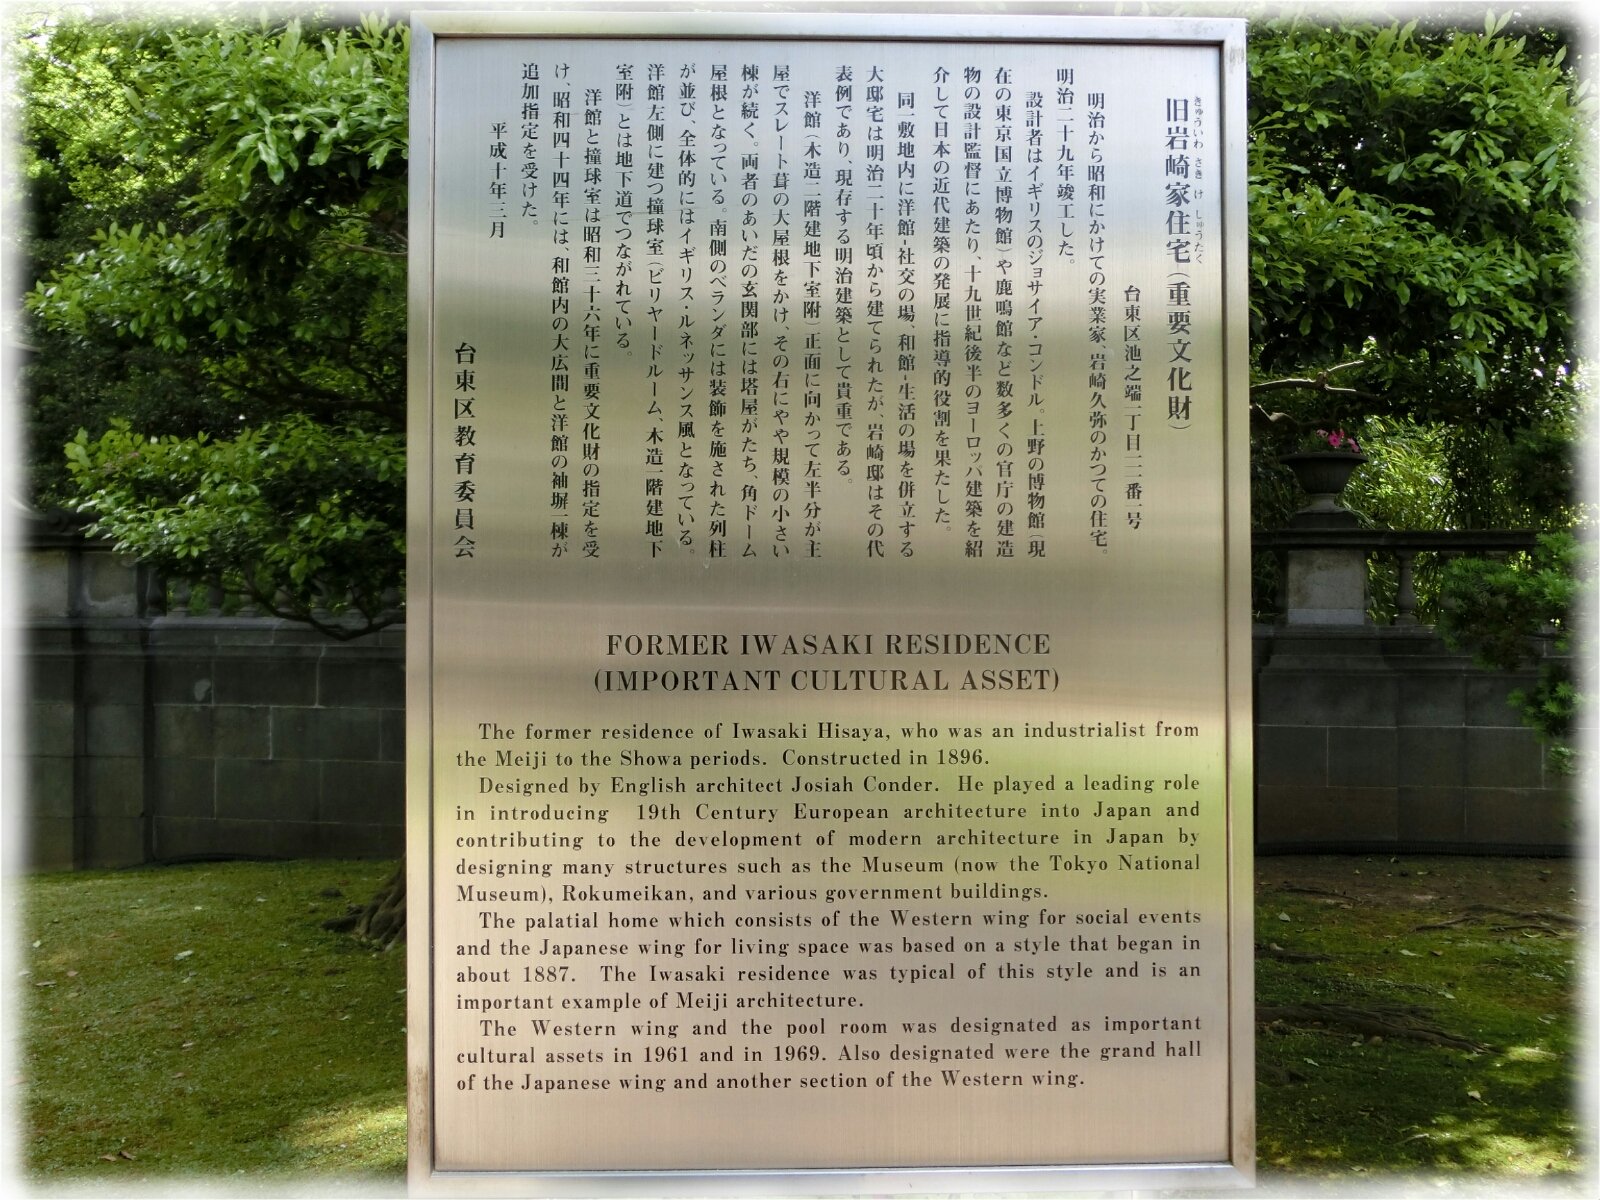 旧岩崎家住宅（重要文化財）
きゅういわさきけじゅうたく
台東区池之端一丁目三番
明治から昭和にかけての実業家、岩崎久弥のかつての住宅。
明治二十九年竣工した。
設計者はイギリスのジョサイア・コンドル。上野の博物館（現
在の東京国立博物館）や鹿鳴館など数多くの官庁の建造
物の設計監督にあたり、十九世紀後半のヨーロッパ建築を紹
介して日本の近代建築の発展に指導的役割を果たした。
同一敷地内に洋館-社交の場、和館-生活の場を併立する
大邸宅は明治二十年頃から建てられたが、岩崎邸はその代
表例であり、現存する明治建築として貴重である。
洋館（木造二階建地下室附）正面に向かって左半分が主
屋でスレート葺の大屋根をかけ、その右にやや規模の小さい
棟が続く。両者のあいだの玄関部には塔屋がたち、角ドーム
屋根となっている。南側のベランダには装飾を施された列柱
が並び、全体的にはイギリス・ルネッサンス風となっている。
洋館左側に建つ撞球室（ビリヤードルーム、木造一階建地下
室附）とは地下道でつながれている。
洋館と撞球室は昭和三十六年に重要文化財の指定を受
け、昭和四十四年には、和館内の大広間と洋館の袖塀一棟が
追加指定を受けた。
平成十年三月
台東区教育委員会
FORMER IWASAKI RESIDENCE
(IMPORTANT CULTURAL ASSET)
The former residence of Iwasaki Hisaya, who was an industrialist from
the Meiji to the Showa periods. Constructed in 1896.
Designed by English architect Josiah Conder. He played a leading role
in introducing 19th Century European architecture into Japan and
contributing to the development of modern architecture in Japan by
designing many structures such as the Museum (now the Tokyo National
Museum), Rokumeikan, and various government buildings.
The palatial home which consists of the Western wing for social events
and the Japanese wing for living space was based on a style that began in
about 1887. The Iwasaki residence was typical of this style and is an
important example of Meiji architecture.
The Western wing and the pool room was designated as important
cultural assets in 1961 and in 1969. Also designated were the grand hall
of the Japanese wing and another section of the Western wing.